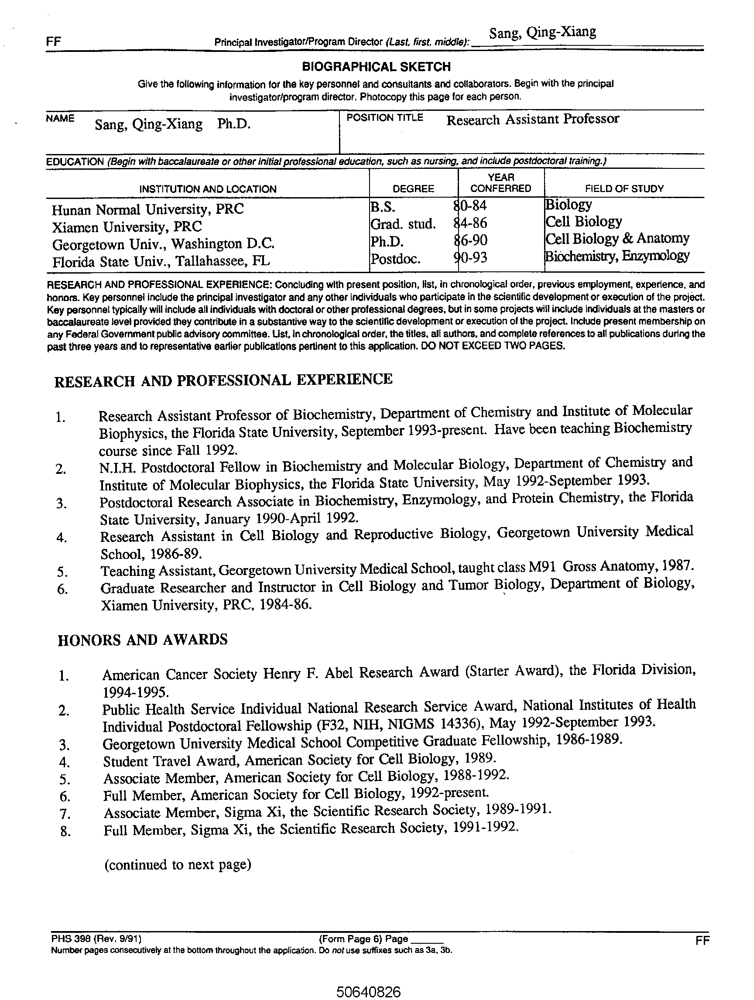 FF
Principal Investigator/Program Director (Last, first, middle): Sang, Qing-Xiang
BIOGRAPHICAL SKETCH
Give the following information for the key personnel and consultants and collaborators. Begin with the principal
investigator/program director. Photocopy this page for each person.
NAME
Sang, Qing-Xiang Ph.D.
POSITION TITLE
Research Assistant Professor
EDUCATION (Begin with baccalaureate or other initial professional education, such as nursing, and include postdoctoral training.)
INSTITUTION AND LOCATION DEGREE YEAR CONFERRED FIELD OF STUDY
Hunan Normal University, PRC B.S. 80-84 Biology
Xiamen University, PRC Grad. stud. 84-86 Cell Biology
Georgetown Univ., Washington D.C. Ph.D. 86-90 Cell Biology & Anatomy
Florida State Univ., Tallahassee, FL Postdoc. 90-93 Biochemistry, Enzymology
RESEARCH AND PROFESSIONAL EXPERIENCE: Concluding with present position, list, in chronological order, previous employment, experience, and
honors. Key personnel include the principal investigator and any other individuals who participate in the scientific development or execution of the project.
Key personnel typically will include all individuals with doctoral or other professional degrees, but in some projects will include individuals at the masters or
baccalaureate level provided they contribute in a substantive way to the scientific development or execution of the project. Include present membership on
any Federal Government public advisory committee. List, in chronological order, the titles, all authors, and complete references to all publications during the
past three years and to representative earlier publications pertinent to this application. DO NOT EXCEED TWO PAGES.
RESEARCH AND PROFESSIONAL EXPERIENCE
1. Research Assistant Professor of Biochemistry, Department of Chemistry and Institute of Molecular
Biophysics, the Florida State University, September 1993-present. Have been teaching Biochemistry
course since Fall 1992.
2. N.I.H. Postdoctoral Fellow in Biochemistry and Molecular Biology, Department of Chemistry and
Institute of Molecular Biophysics, the Florida State University, May 1992-September 1993.
3. Postdoctoral Research Associate in Biochemistry, Enzymology, and Protein Chemistry, the Florida
State University, January 1990-April 1992.
4. Research Assistant in Cell Biology and Reproductive Biology, Georgetown University Medical
School, 1986-89.
5. Teaching Assistant, Georgetown University Medical School, taught class M91 Gross Anatomy, 1987.
6. Graduate Researcher and Instructor in Cell Biology and Tumor Biology, Department of Biology,
Xiamen University, PRC, 1984-86.
HONORS AND AWARDS
1. American Cancer Society Henry F. Abel Research Award (Starter Award), the Florida Division,
1994-1995.
2. Public Health Service Individual National Research Service Award, National Institutes of Health
Individual Postdoctoral Fellowship (F32, NIH, NIGMS 14336), May 1992-September 1993.
3. Georgetown University Medical School Competitive Graduate Fellowship, 1986-1989.
4. Student Travel Award, American Society for Cell Biology, 1989.
5. Associate Member, American Society for Cell Biology, 1988-1992.
6. Full Member, American Society for Cell Biology, 1992-present.
7. Associate Member, Sigma Xi, the Scientific Research Society, 1989-1991.
8. Full Member, Sigma Xi, the Scientific Research Society, 1991-1992.
(continued to next page)
PHS 398 (Rev. 9/91) (Form Page 6) Page ______ FF
Number pages consecutively at the bottom throughout the application. Do not use suffixes such as 3a, 3b.
50640826